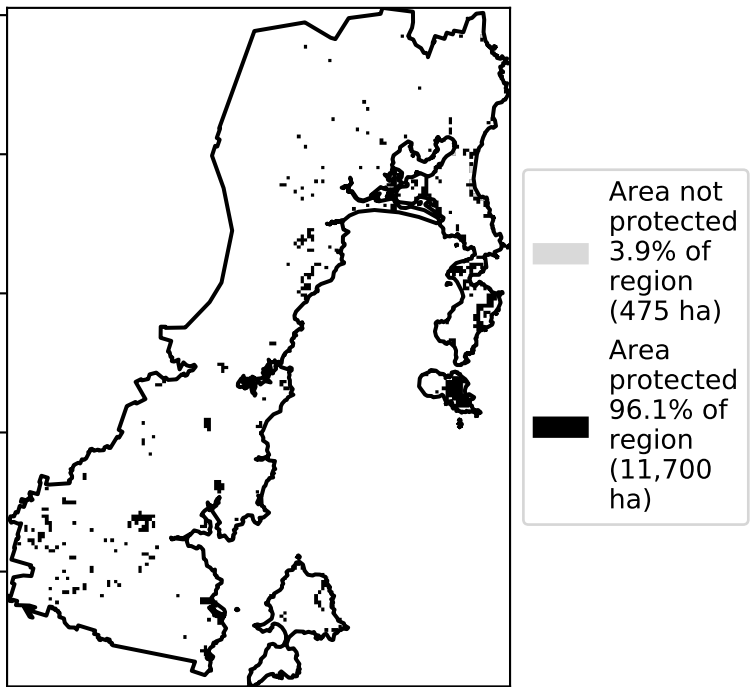 Area not
protected
3.9% of
region
(475 ha)
Area
protected
96.1% of
region
(11,700
ha)